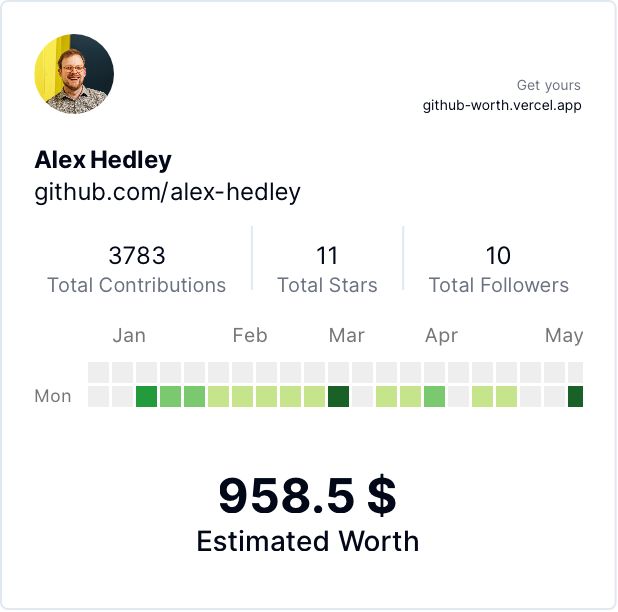 Get yours
github-worth.vercel.app
Alex Hedley
github.com/alex-hedley
3783 11 10
Total Contributions Total Stars Total Followers
Jan Feb Mar Apr May
Mon
958.5 $
Estimated Worth